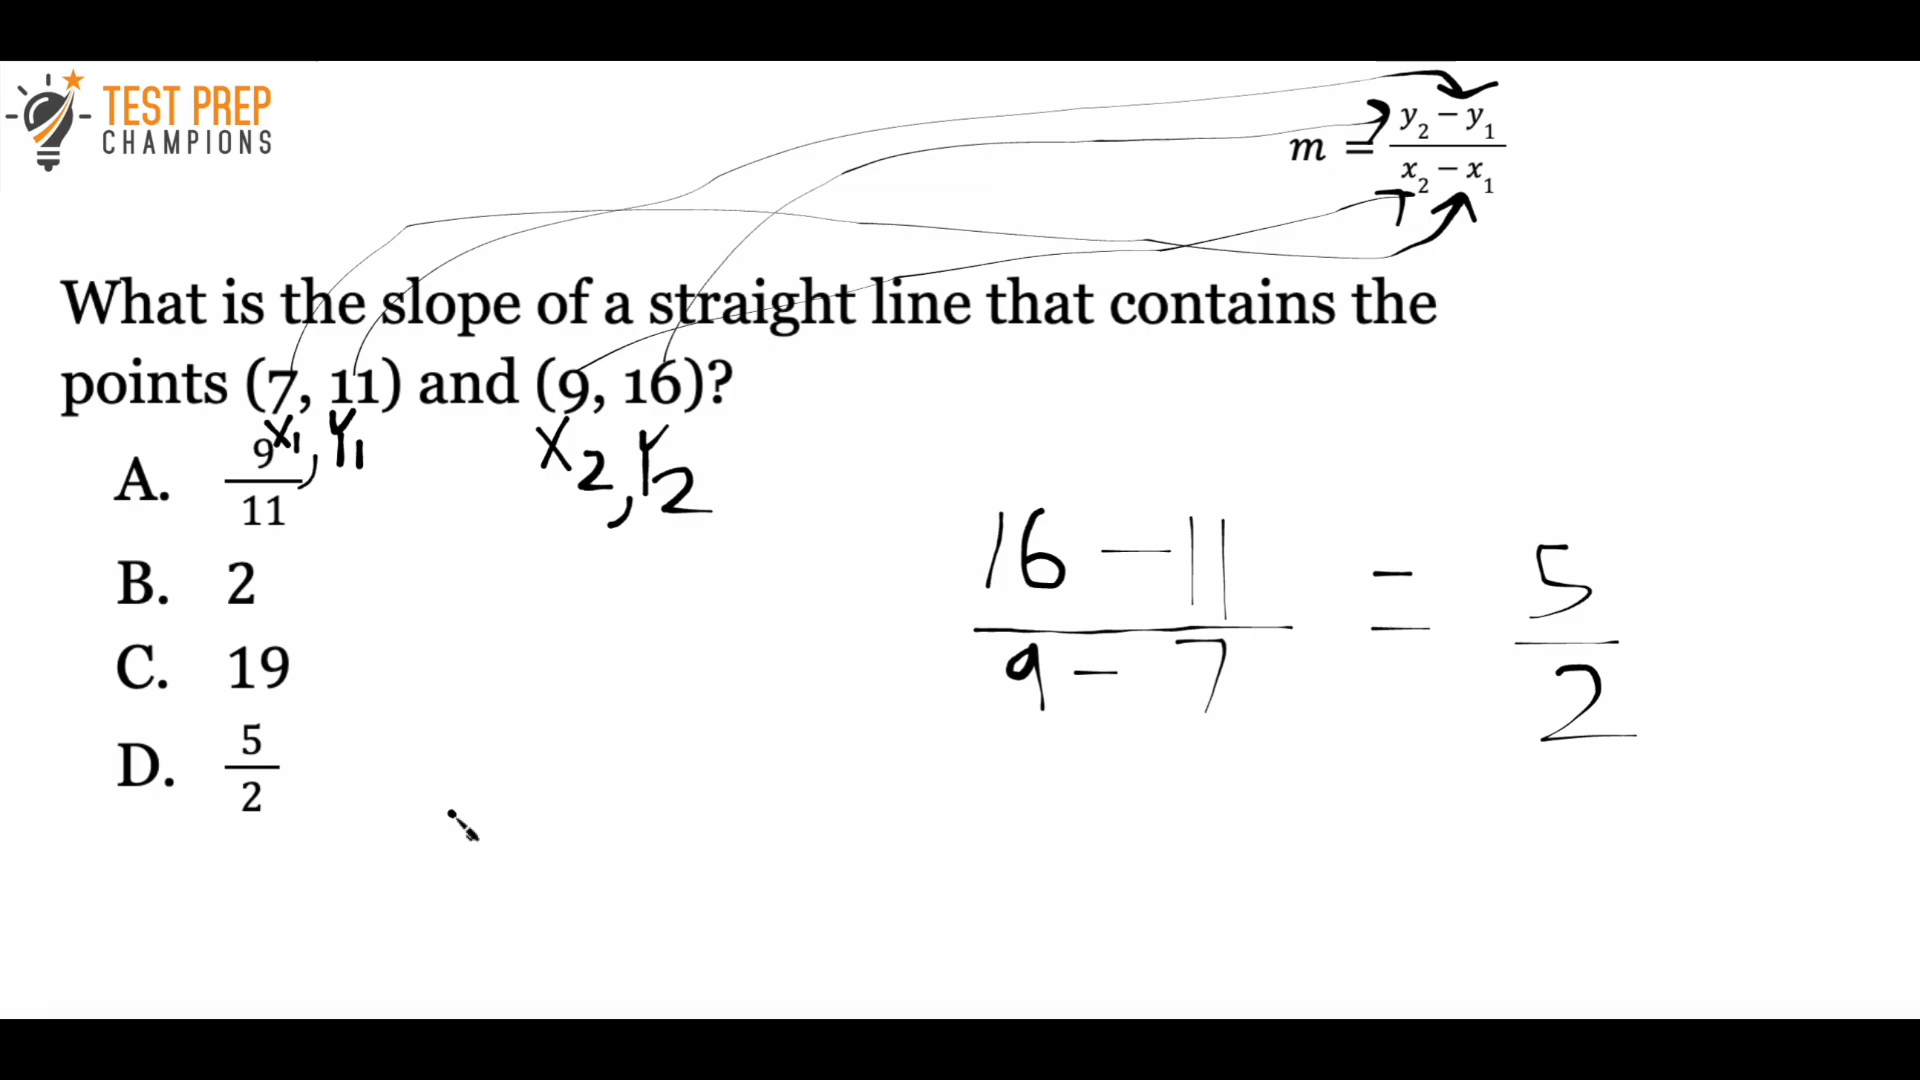 TEST PREP
CHAMPIONS
m = y₂ − y₁
x₂ − x₁
What is the slope of a straight line that contains the
points (7, 11) and (9, 16)?
X₁, Y₁ X₂, Y₂
A. 9/11
B. 2
C. 19
D. 5/2
16 − 11 = 5
9 − 7 2